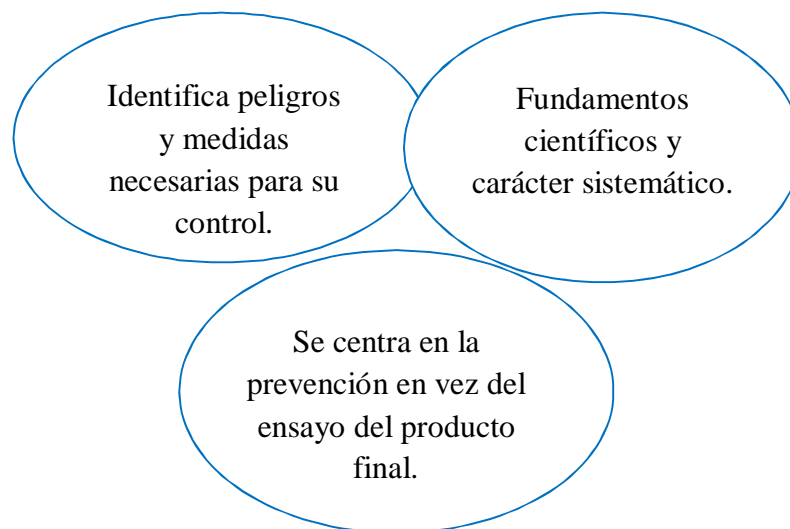 Identifica peligros
y medidas
necesarias para su
control.
Fundamentos
científicos y
carácter sistemático.
Se centra en la
prevención en vez del
ensayo del producto
final.